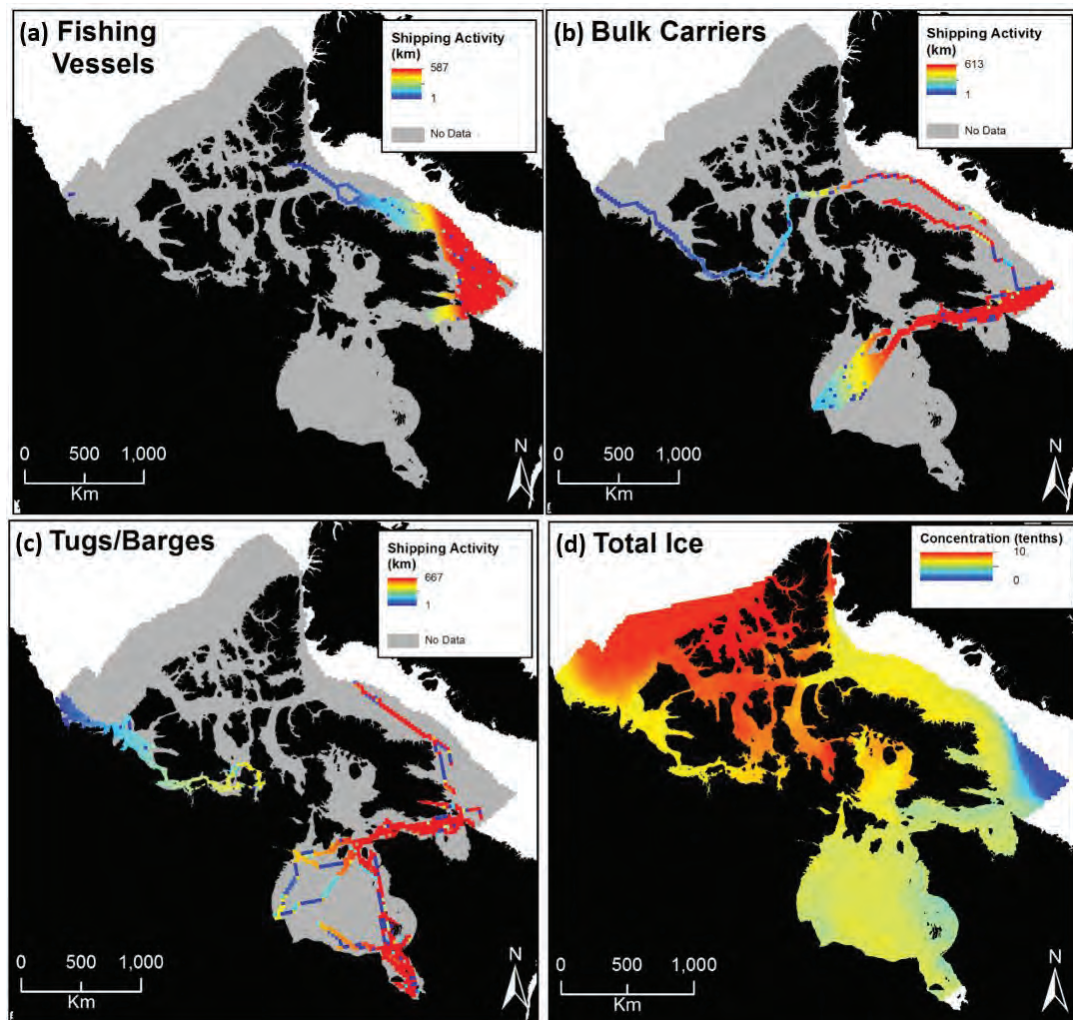 (a) Fishing
Vessels
Shipping Activity
(km)
587
1
No Data
0 500 1,000
Km
N
(b) Bulk Carriers
Shipping Activity
(km)
613
1
No Data
0 500 1,000
Km
N
(c) Tugs/Barges
Shipping Activity
(km)
667
1
No Data
0 500 1,000
Km
N
(d) Total Ice
Concentration (tenths)
10
0
0 500 1,000
Km
N